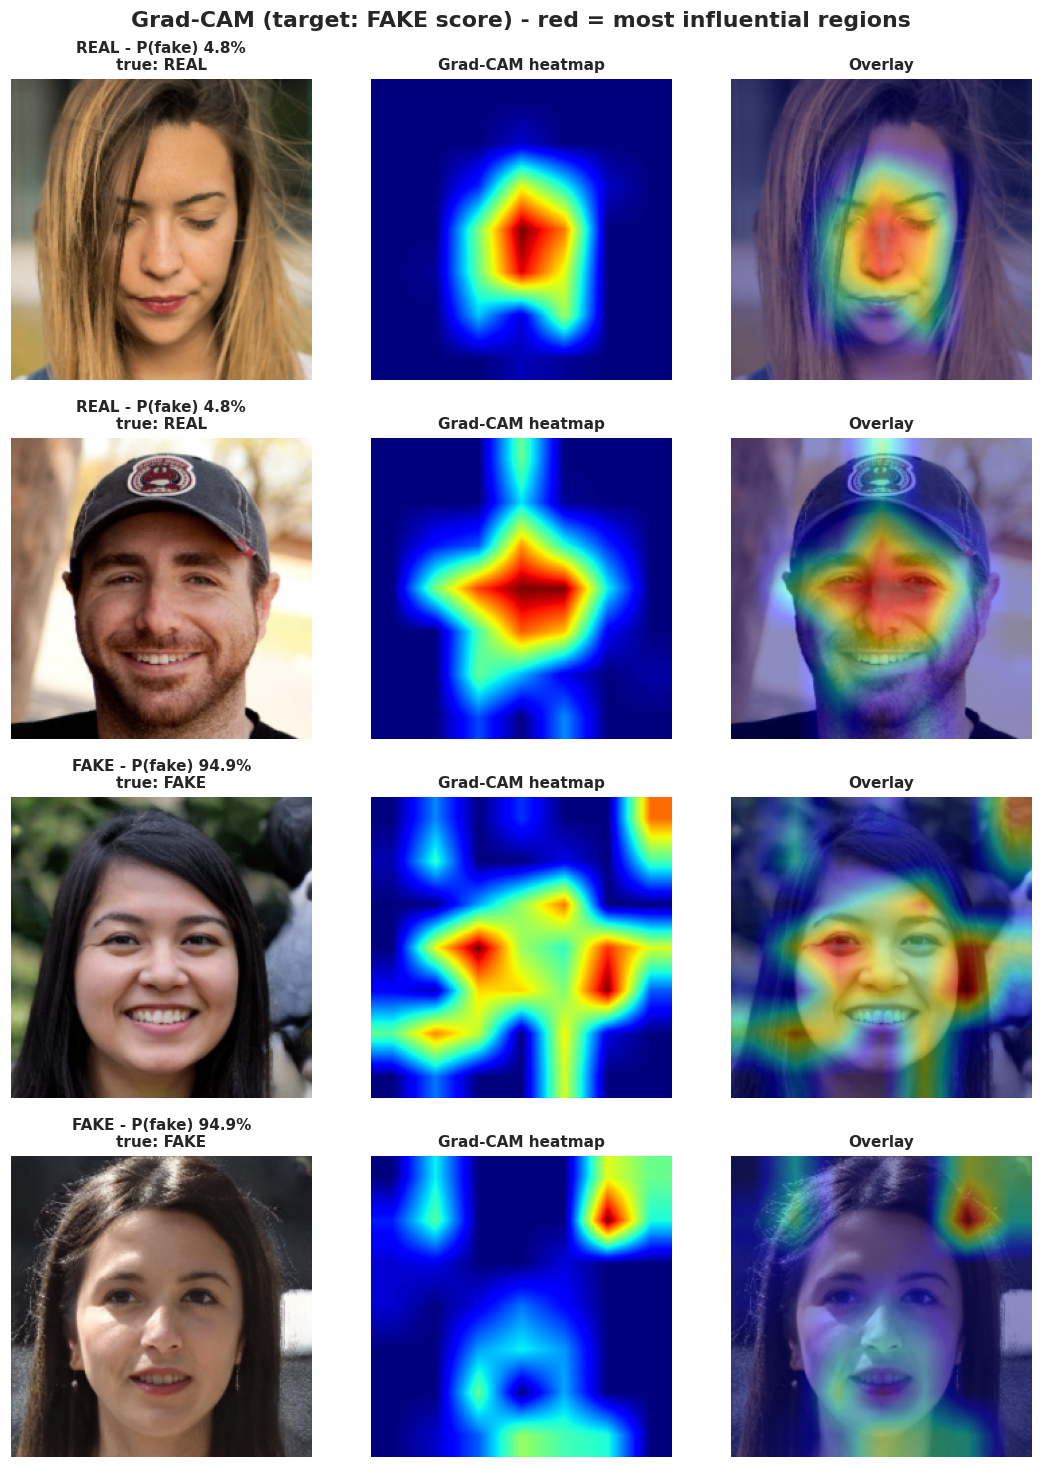 Grad-CAM (target: FAKE score) - red = most influential regions
REAL - P(fake) 4.8%
true: REAL
Grad-CAM heatmap
Overlay
REAL - P(fake) 4.8%
true: REAL
Grad-CAM heatmap
Overlay
FAKE - P(fake) 94.9%
true: FAKE
Grad-CAM heatmap
Overlay
FAKE - P(fake) 94.9%
true: FAKE
Grad-CAM heatmap
Overlay